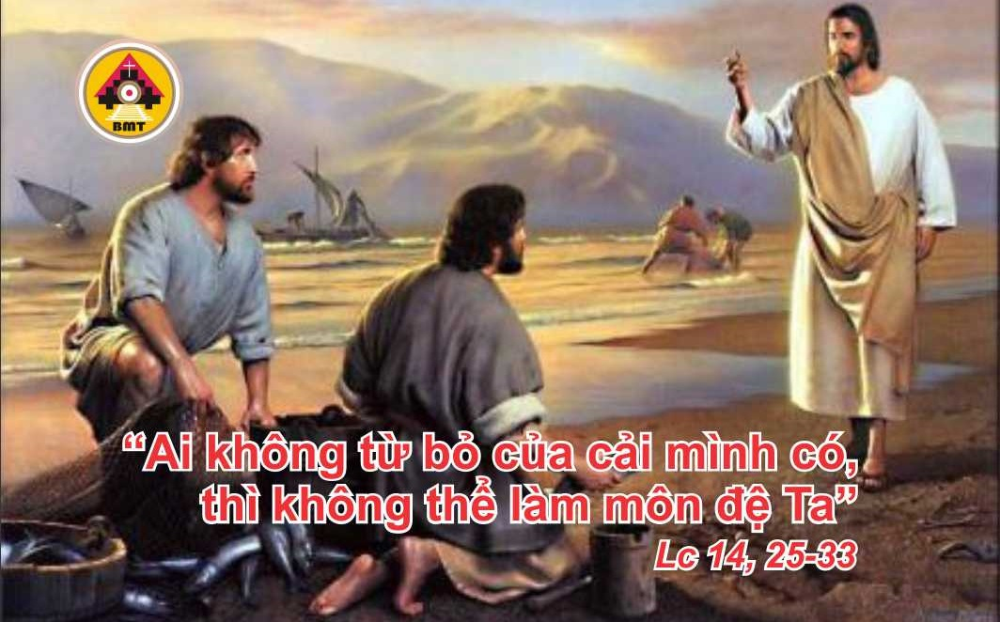 BMT
“Ai không từ bỏ của cải mình có,
thì không thể làm môn đệ Ta”
Lc 14, 25-33